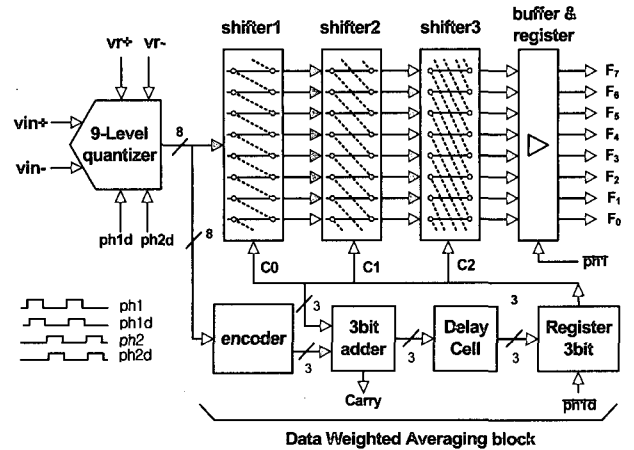 shifter1
shifter2
shifter3
buffer &
register
vr+
vr-
vin+
vin-
9-Level
quantizer
8
ph1d
ph2d
8
F7
F6
F5
F4
F3
F2
F1
F0
C0
C1
C2
ph1
ph1
ph1d
ph2
ph2d
encoder
3
3
3bit
adder
Carry
3
Delay
Cell
3
3
Register
3bit
ph1d
Data Weighted Averaging block